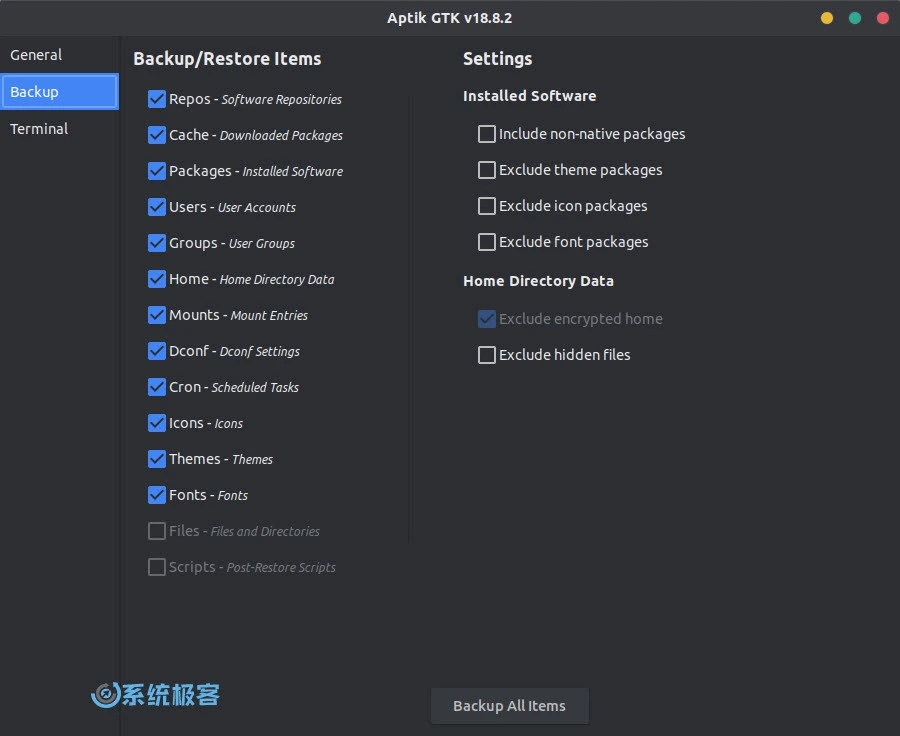 Aptik GTK v18.8.2
General
Backup
Terminal
Backup/Restore Items
Repos - Software Repositories
Cache - Downloaded Packages
Packages - Installed Software
Users - User Accounts
Groups - User Groups
Home - Home Directory Data
Mounts - Mount Entries
Dconf - Dconf Settings
Cron - Scheduled Tasks
Icons - Icons
Themes - Themes
Fonts - Fonts
Files - Files and Directories
Scripts - Post-Restore Scripts
Settings
Installed Software
Include non-native packages
Exclude theme packages
Exclude icon packages
Exclude font packages
Home Directory Data
Exclude encrypted home
Exclude hidden files
系统极客
Backup All Items